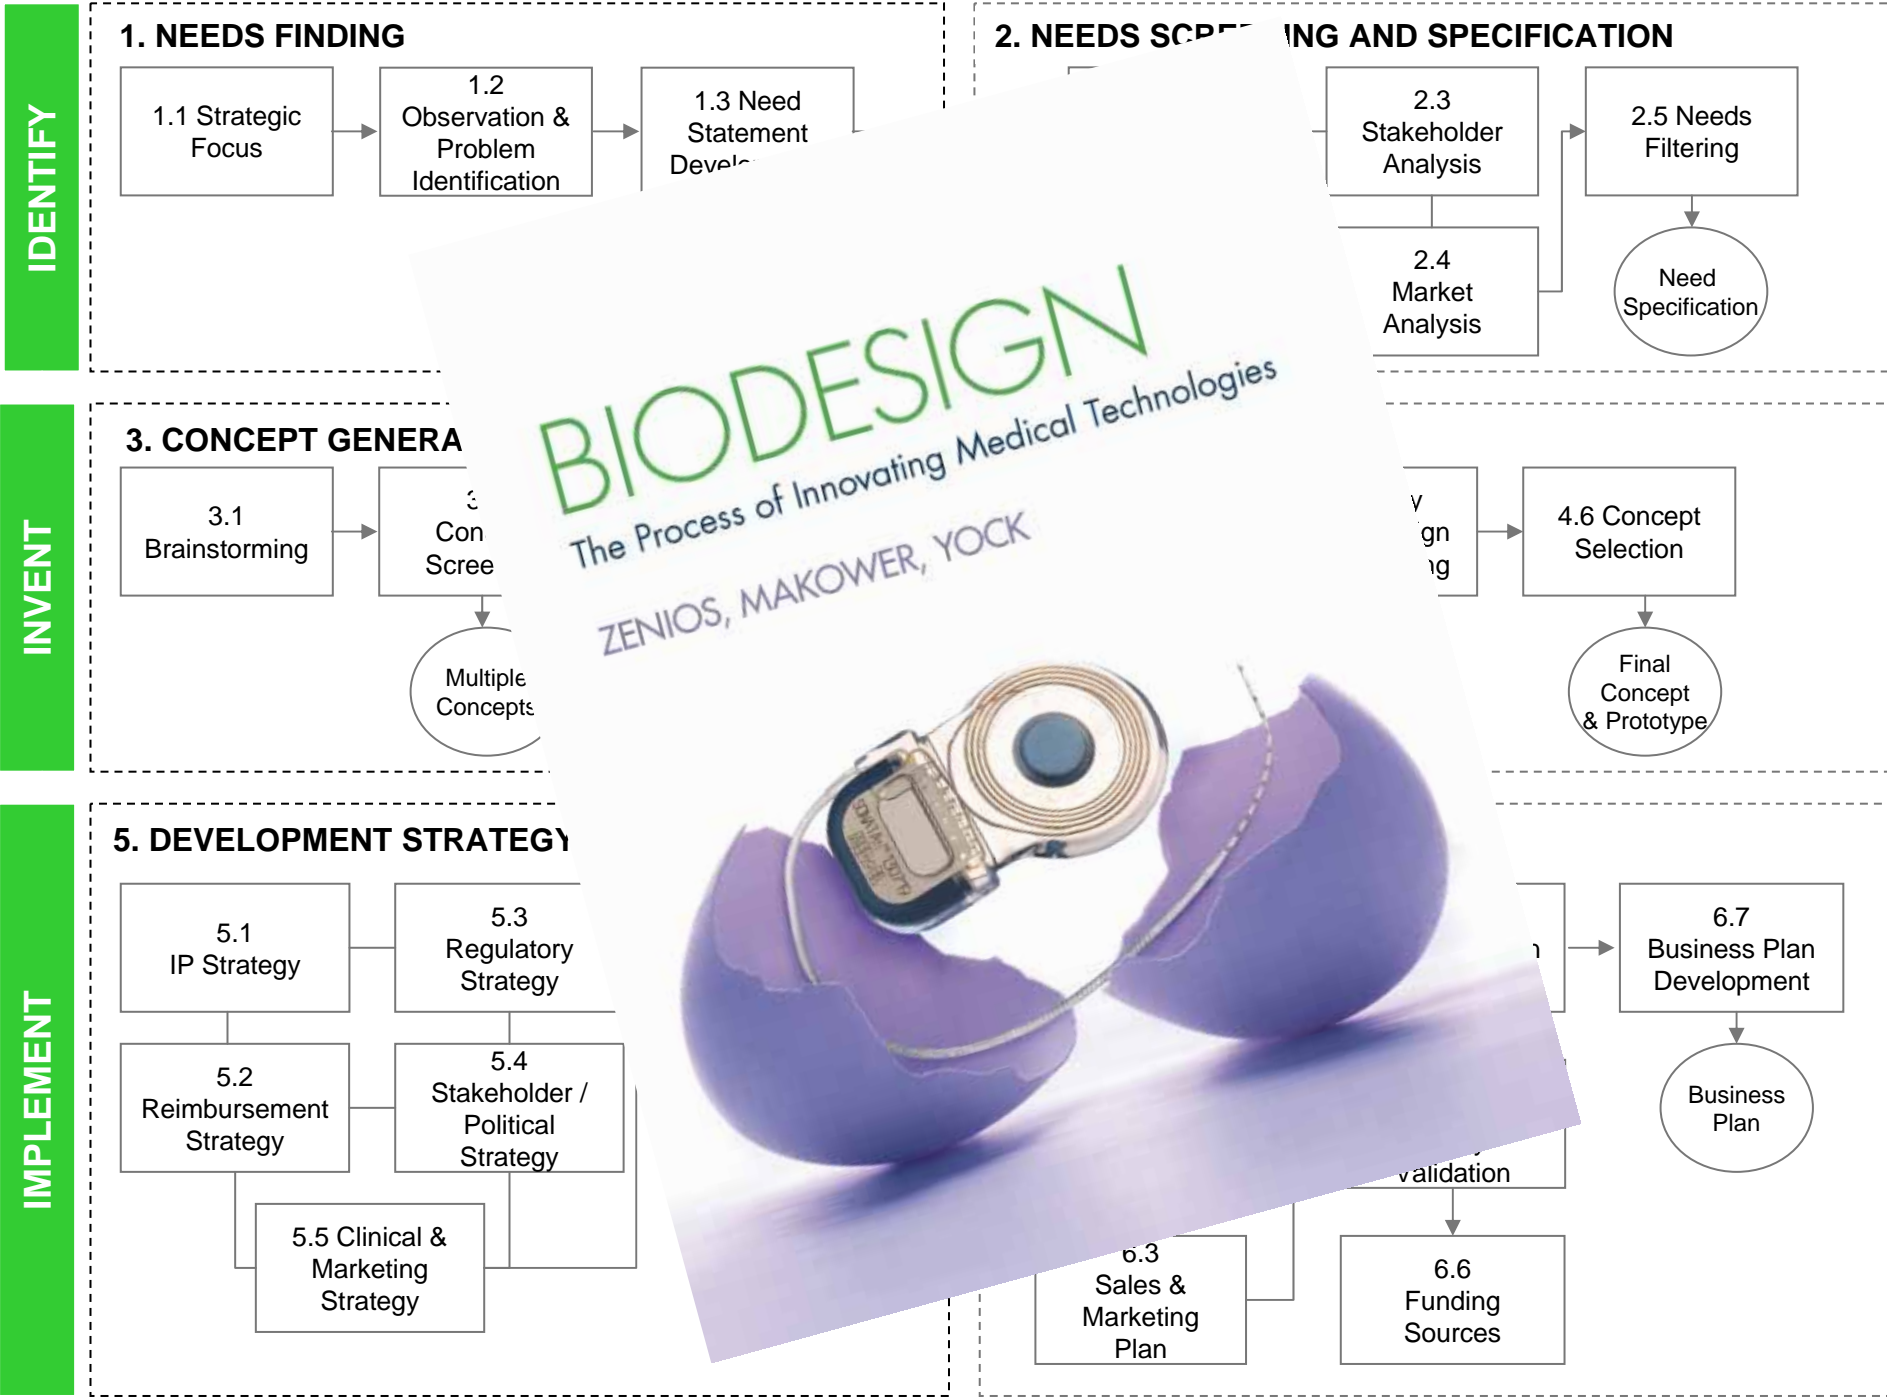 IDENTIFY
1. NEEDS FINDING
1.1 Strategic
Focus
1.2
Observation &
Problem
Identification
1.3 Need
Statement
2. NEEDS
AND SPECIFICATION
2.3
Stakeholder
Analysis
2.4
Market
Analysis
2.5 Needs
Filtering
Need
Specification
INVENT
3. CONCEPT
3.1
Brainstorming
Multiple
Concepts
4.6 Concept
Selection
Final
Concept
& Prototype
BIODESIGN
The Process of Innovating Medical Technologies
ZENIOS, MAKOWER, YOCK
IMPLEMENT
5. DEVELOPMENT STRATEGY
5.1
IP Strategy
5.3
Regulatory
Strategy
5.2
Reimbursement
Strategy
5.4
Stakeholder /
Political
Strategy
5.5 Clinical &
Marketing
Strategy
6.7
Business Plan
Development
Business
Plan
Validation
6.3
Sales &
Marketing
Plan
6.6
Funding
Sources